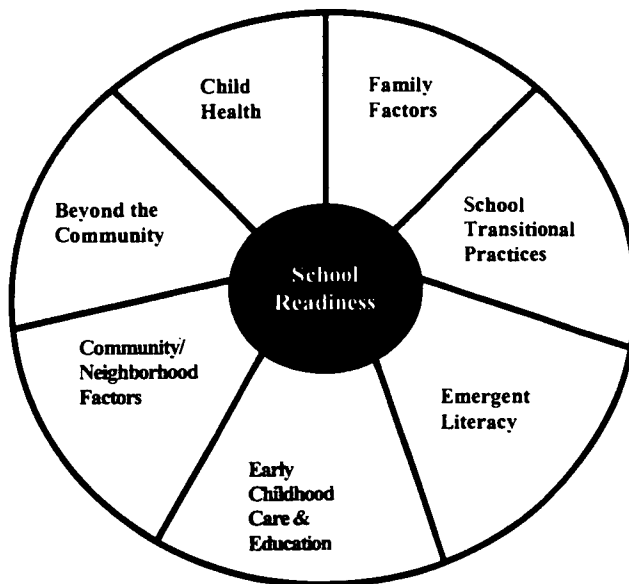 Child
Health
Family
Factors
School
Transitional
Practices
Emergent
Literacy
Early
Childhood
Care &
Education
Community/
Neighborhood
Factors
Beyond the
Community
School
Readiness